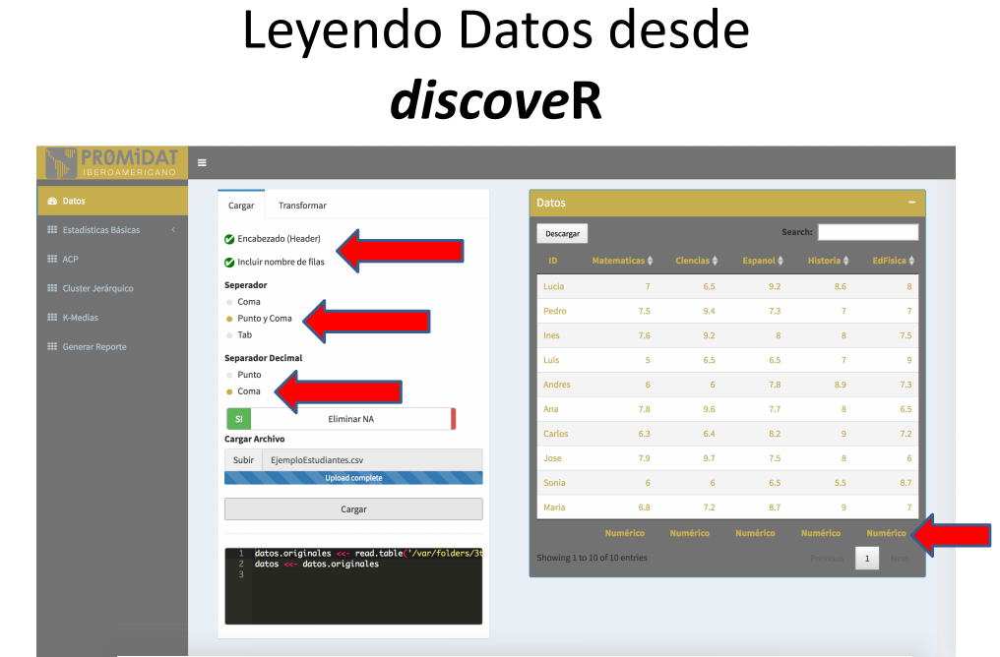 Leyendo Datos desde
discoveR
PROMiDAT
IBEROAMERICANO
Datos
Estadísticas Básicas
ACP
Cluster Jerárquico
K-Medias
Generar Reporte
Cargar Transformar
Encabezado (Header)
Incluir nombre de filas
Seperador
Coma
Punto y Coma
Tab
Separador Decimal
Punto
Coma
SI Eliminar NA
Cargar Archivo
Subir EjemploEstudiantes.csv
Upload complete
Cargar
1 datos.originales <<- read.table('/var/folders/3t
2 datos <<- datos.originales
3
Datos
Descargar Search:
ID Matematicas Ciencias Espanol Historia EdFisica
Lucia 7 6.5 9.2 8.6 8
Pedro 7.5 9.4 7.3 7 7
Ines 7.6 9.2 8 8 7.5
Luis 5 6.5 6.5 7 9
Andres 6 6 7.8 8.9 7.3
Ana 7.8 9.6 7.7 8 6.5
Carlos 6.3 6.4 8.2 9 7.2
Jose 7.9 9.7 7.5 8 6
Sonia 6 6 6.5 5.5 8.7
Maria 6.8 7.2 8.7 9 7
Numérico Numérico Numérico Numérico Numérico
Showing 1 to 10 of 10 entries Previous 1 Next